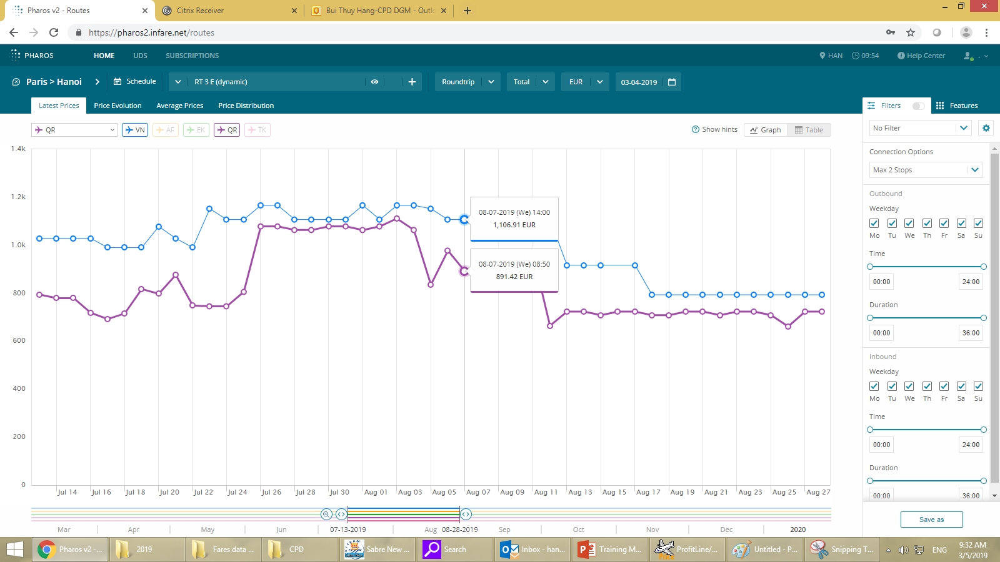 Pharos v2 - Routes
Citrix Receiver
Bui Thuy Hang-CPD DGM - Outl
https://pharos2.infare.net/routes
PHAROS
HOME
UDS
SUBSCRIPTIONS
HAN
09:54
Help Center
Paris > Hanoi
Schedule
RT 3 E (dynamic)
Roundtrip
Total
EUR
03-04-2019
Latest Prices
Price Evolution
Average Prices
Price Distribution
Filters
Features
QR
VN
AF
EK
QR
TK
Show hints
Graph
Table
No Filter
Connection Options
Max 2 Stops
Outbound
Weekday
Mo Tu We Th Fr Sa Su
Time
00:00 24:00
Duration
00:00 36:00
Inbound
Weekday
Mo Tu We Th Fr Sa Su
Time
00:00 24:00
Duration
00:00 36:00
Save as
1.4k
1.2k
1.0k
800
600
400
200
0
08-07-2019 (We) 14:00
1,106.91 EUR
08-07-2019 (We) 08:50
891.42 EUR
Jul 14 Jul 16 Jul 18 Jul 20 Jul 22 Jul 24 Jul 26 Jul 28 Jul 30 Aug 01 Aug 03 Aug 05 Aug 07 Aug 09 Aug 11 Aug 13 Aug 15 Aug 17 Aug 19 Aug 21 Aug 23 Aug 25 Aug 27
Mar Apr May Jun 07-13-2019 Aug 08-28-2019 Sep Oct Nov Dec 2020
Pharos v2 -...
2019
Fares data ...
CPD
Sabre New ...
Search
Inbox - han...
Training M...
ProfitLine/...
Untitled - P...
Snipping T...
ENG
9:32 AM
3/5/2019